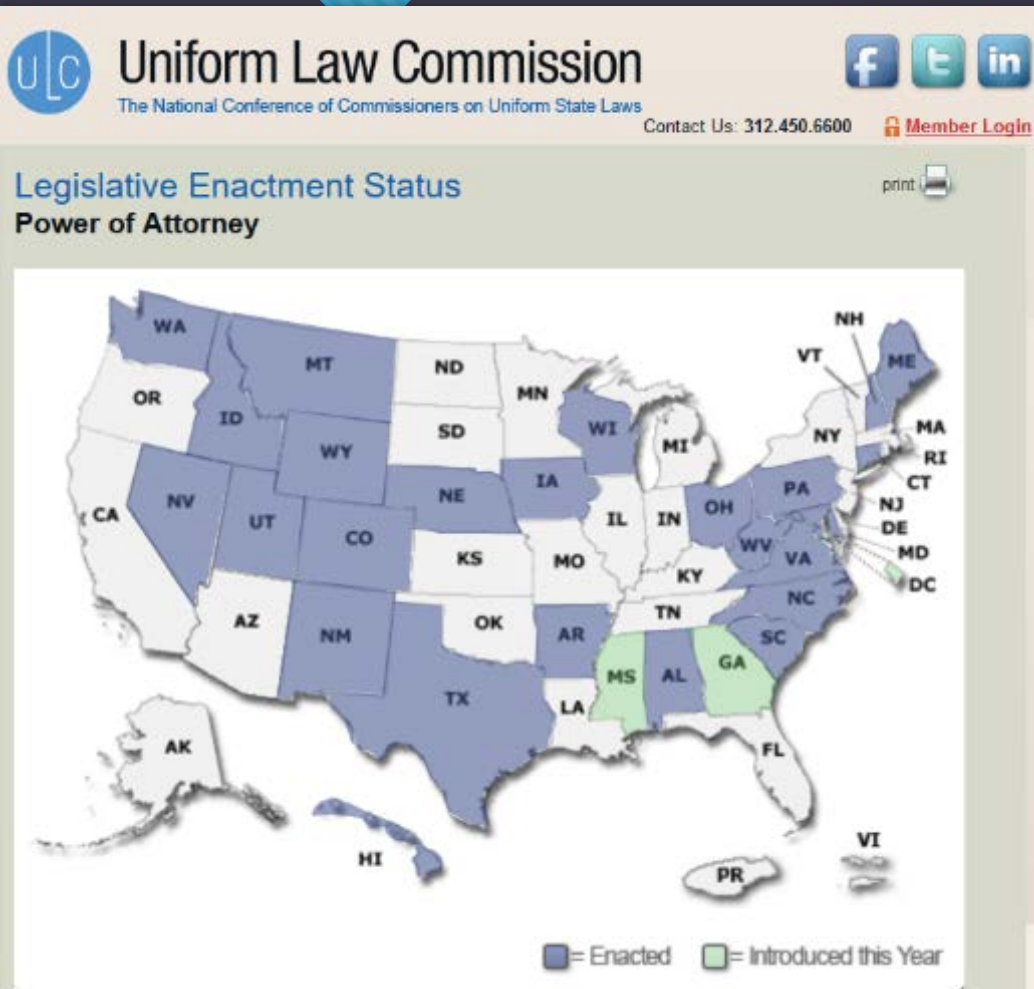 ULC
Uniform Law Commission
The National Conference of Commissioners on Uniform State Laws
f t in
Contact Us: 312.450.6600 Member Login
Legislative Enactment Status
print
Power of Attorney
NH
WA
VT
ME
MT
ND
MN
OR
ID
SD
WI
MI
NY
MA
RI
WY
CT
NE
IA
PA
NV
OH
NJ
CA
UT
IL
IN
DE
CO
WV
VA
MD
KS
MO
KY
DC
NC
TN
AZ
OK
NM
AR
SC
MS
AL
GA
TX
LA
AK
FL
HI
VI
PR
= Enacted = Introduced this Year